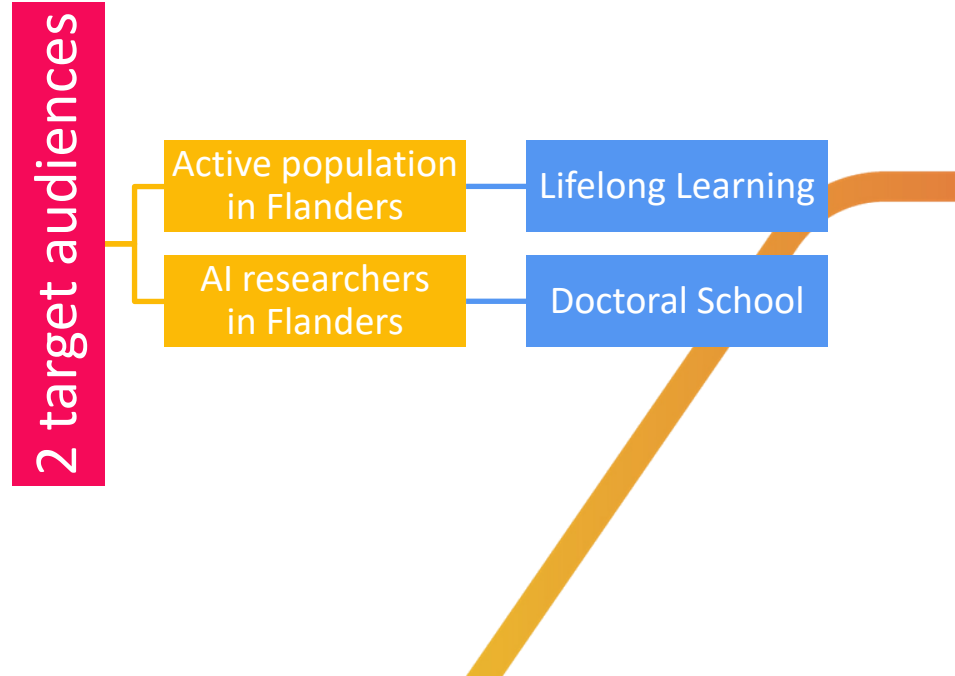 2 target audiences
Active population
in Flanders
Lifelong Learning
AI researchers
in Flanders
Doctoral School